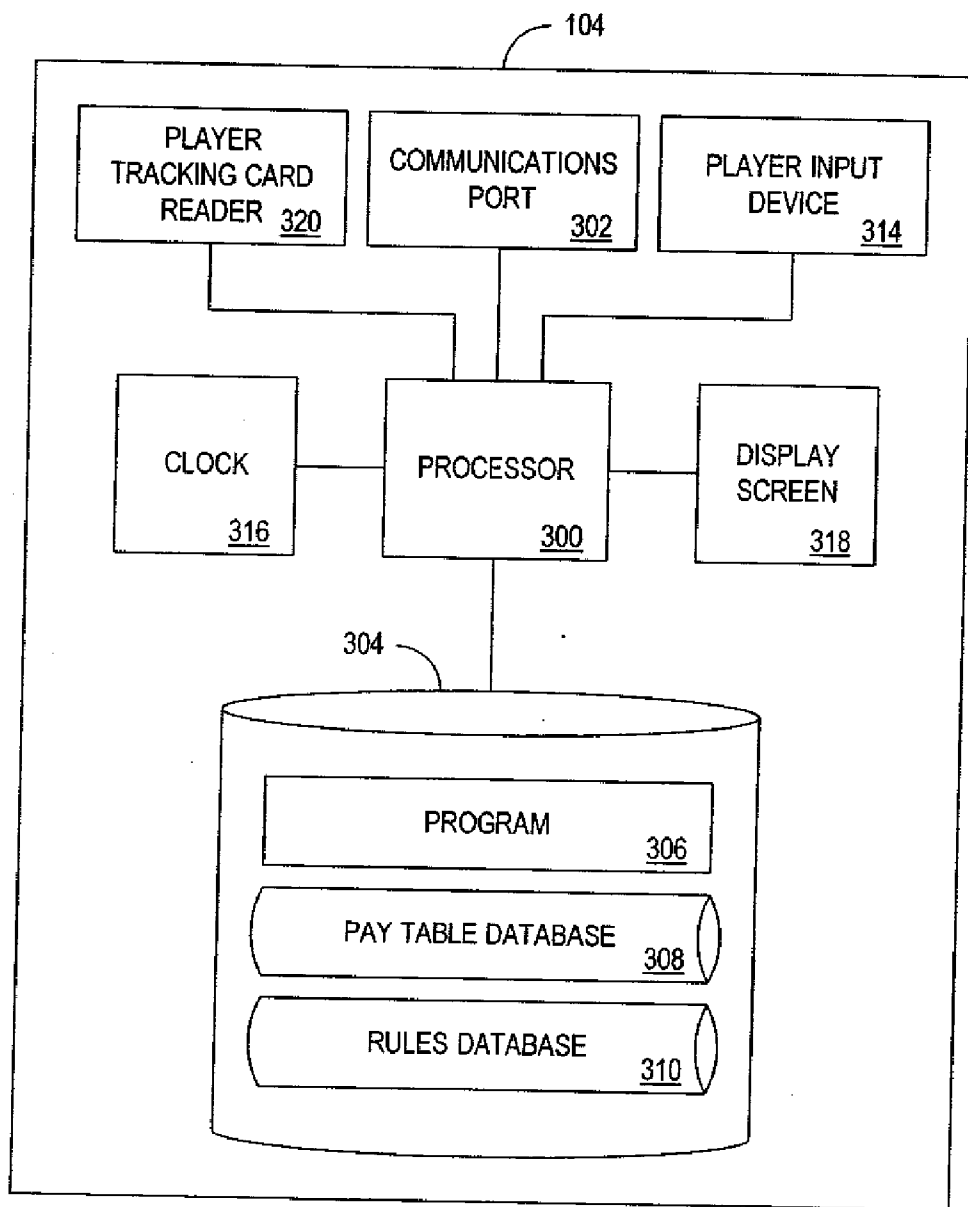 104
PLAYER
TRACKING CARD
READER
320
COMMUNICATIONS
PORT
302
PLAYER INPUT
DEVICE
314
CLOCK
316
PROCESSOR
300
DISPLAY
SCREEN
318
304
PROGRAM
306
PAY TABLE DATABASE
308
RULES DATABASE
310